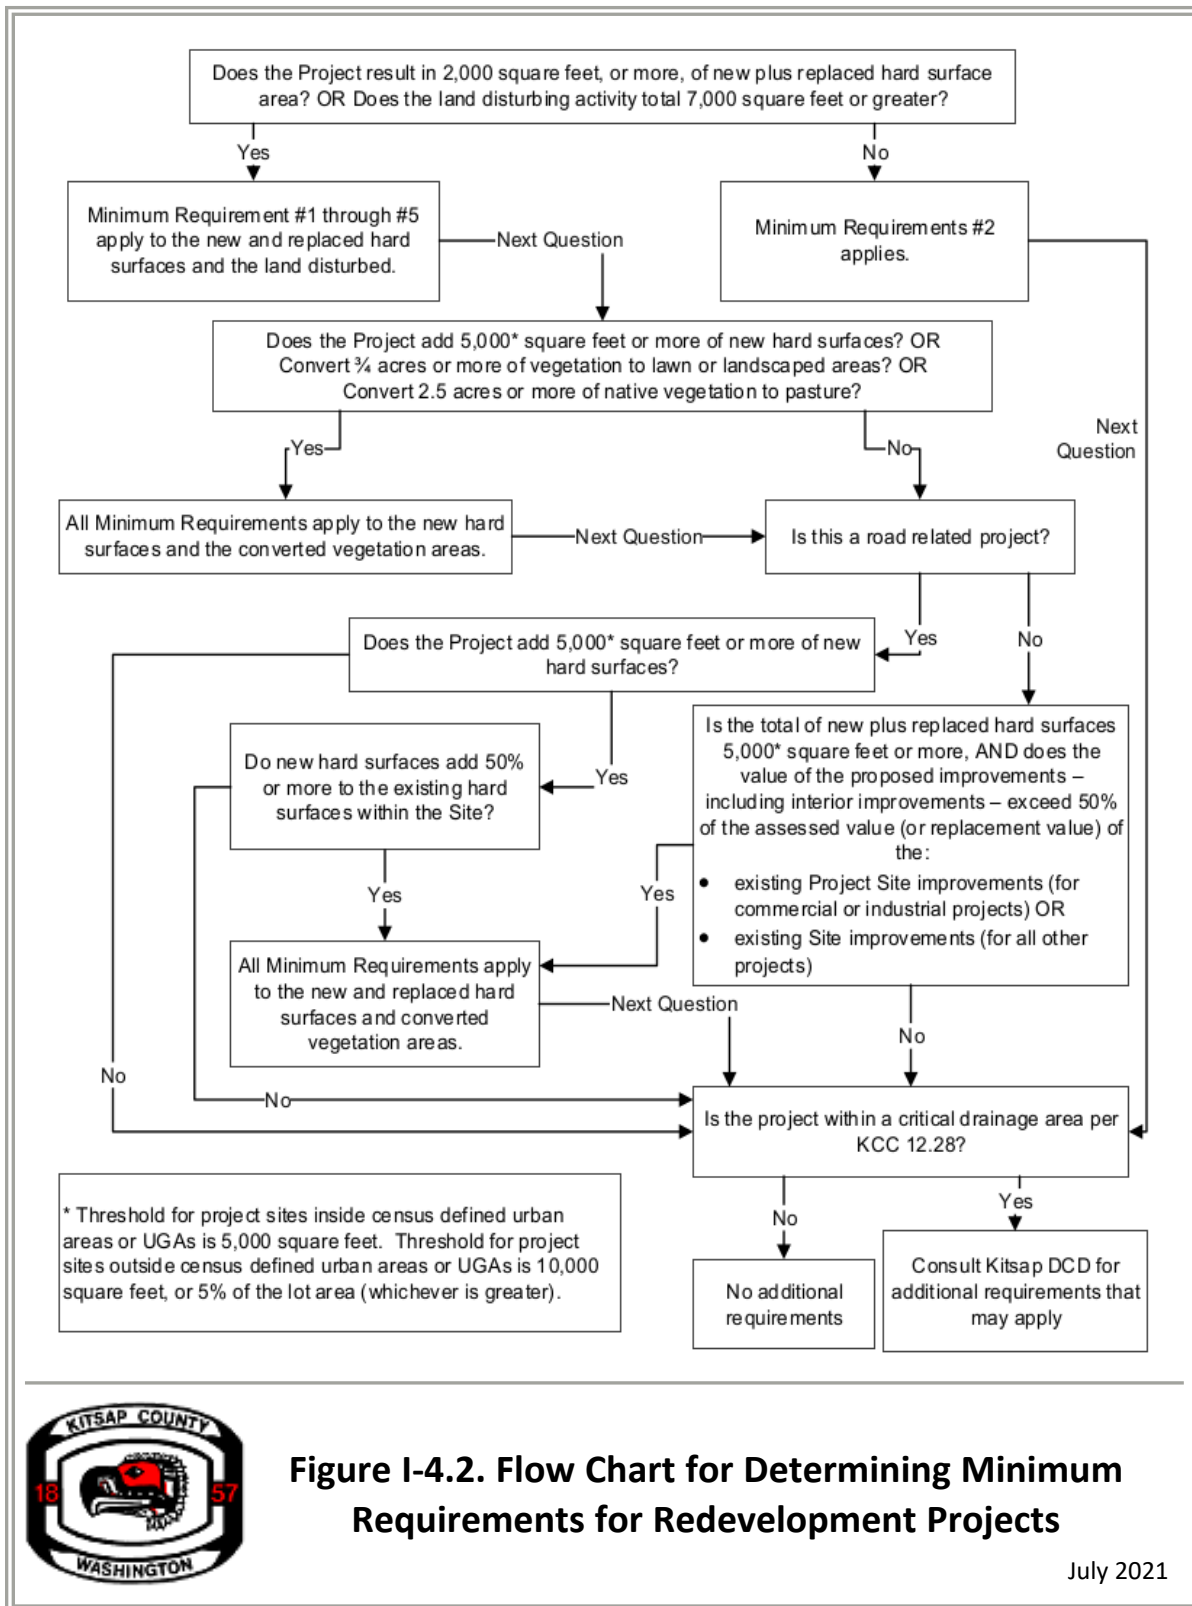 Does the Project result in 2,000 square feet, or more, of new plus replaced hard surface
area? OR Does the land disturbing activity total 7,000 square feet or greater?
Yes
No
Minimum Requirement #1 through #5
apply to the new and replaced hard
surfaces and the land disturbed.
Next Question
Minimum Requirements #2
applies.
Does the Project add 5,000* square feet or more of new hard surfaces? OR
Convert ¾ acres or more of vegetation to lawn or landscaped areas? OR
Convert 2.5 acres or more of native vegetation to pasture?
Next
Question
Yes
No
All Minimum Requirements apply to the new hard
surfaces and the converted vegetation areas.
Next Question
Is this a road related project?
Yes
No
Does the Project add 5,000* square feet or more of new
hard surfaces?
Yes
Do new hard surfaces add 50%
or more to the existing hard
surfaces within the Site?
Is the total of new plus replaced hard surfaces
5,000* square feet or more, AND does the
value of the proposed improvements –
including interior improvements – exceed 50%
of the assessed value (or replacement value) of
the:
• existing Project Site improvements (for
commercial or industrial projects) OR
• existing Site improvements (for all other
projects)
Yes
Yes
All Minimum Requirements apply
to the new and replaced hard
surfaces and converted
vegetation areas.
Next Question
No
No
No
Is the project within a critical drainage area per
KCC 12.28?
* Threshold for project sites inside census defined urban
areas or UGAs is 5,000 square feet. Threshold for project
sites outside census defined urban areas or UGAs is 10,000
square feet, or 5% of the lot area (whichever is greater).
No
Yes
No additional
requirements
Consult Kitsap DCD for
additional requirements that
may apply
KITSAP COUNTY
18 57
WASHINGTON
Figure I-4.2. Flow Chart for Determining Minimum
Requirements for Redevelopment Projects
July 2021